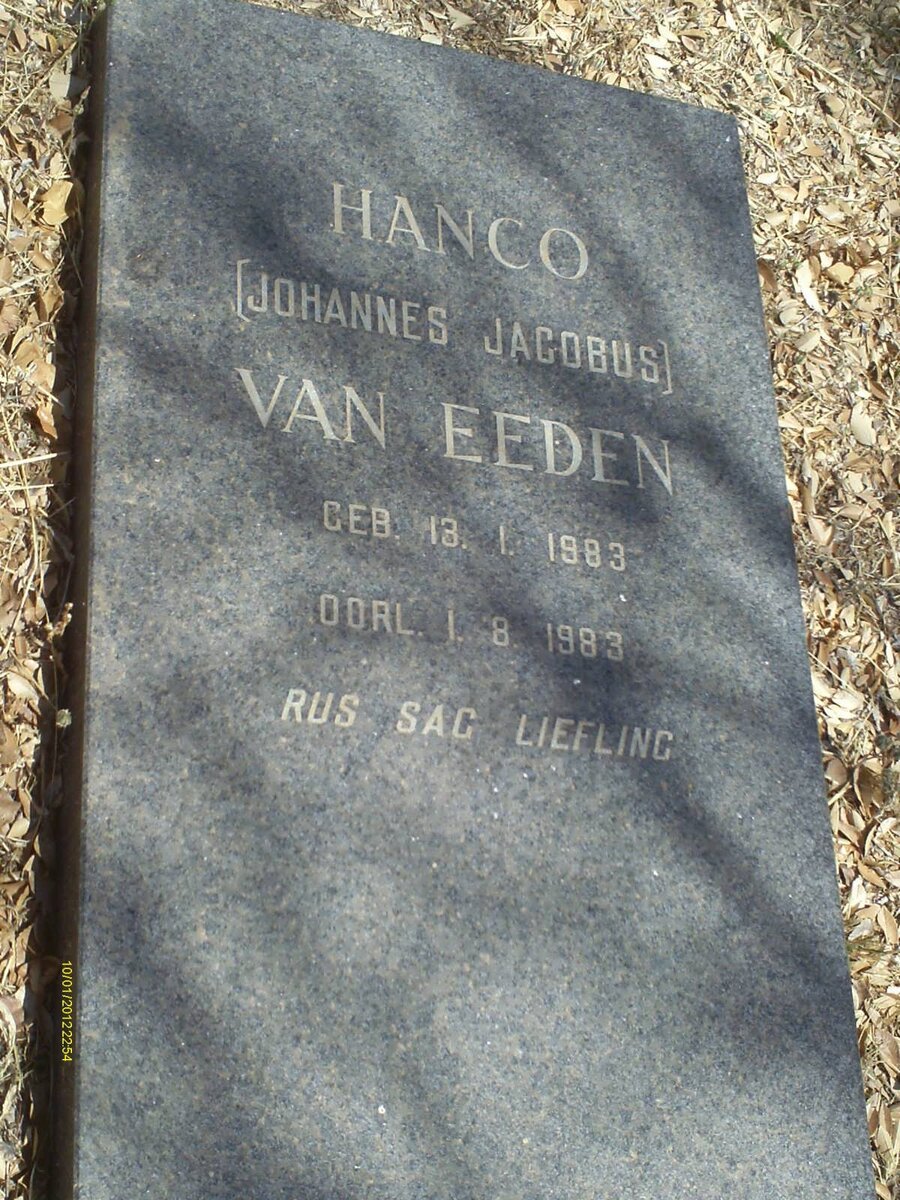 HANCO
[JOHANNES JACOBUS]
VAN EEDEN
GEB. 13. 1. 1983
OORL. 1. 8. 1983
RUS SAG LIEFLING
10/01/2012 22:54